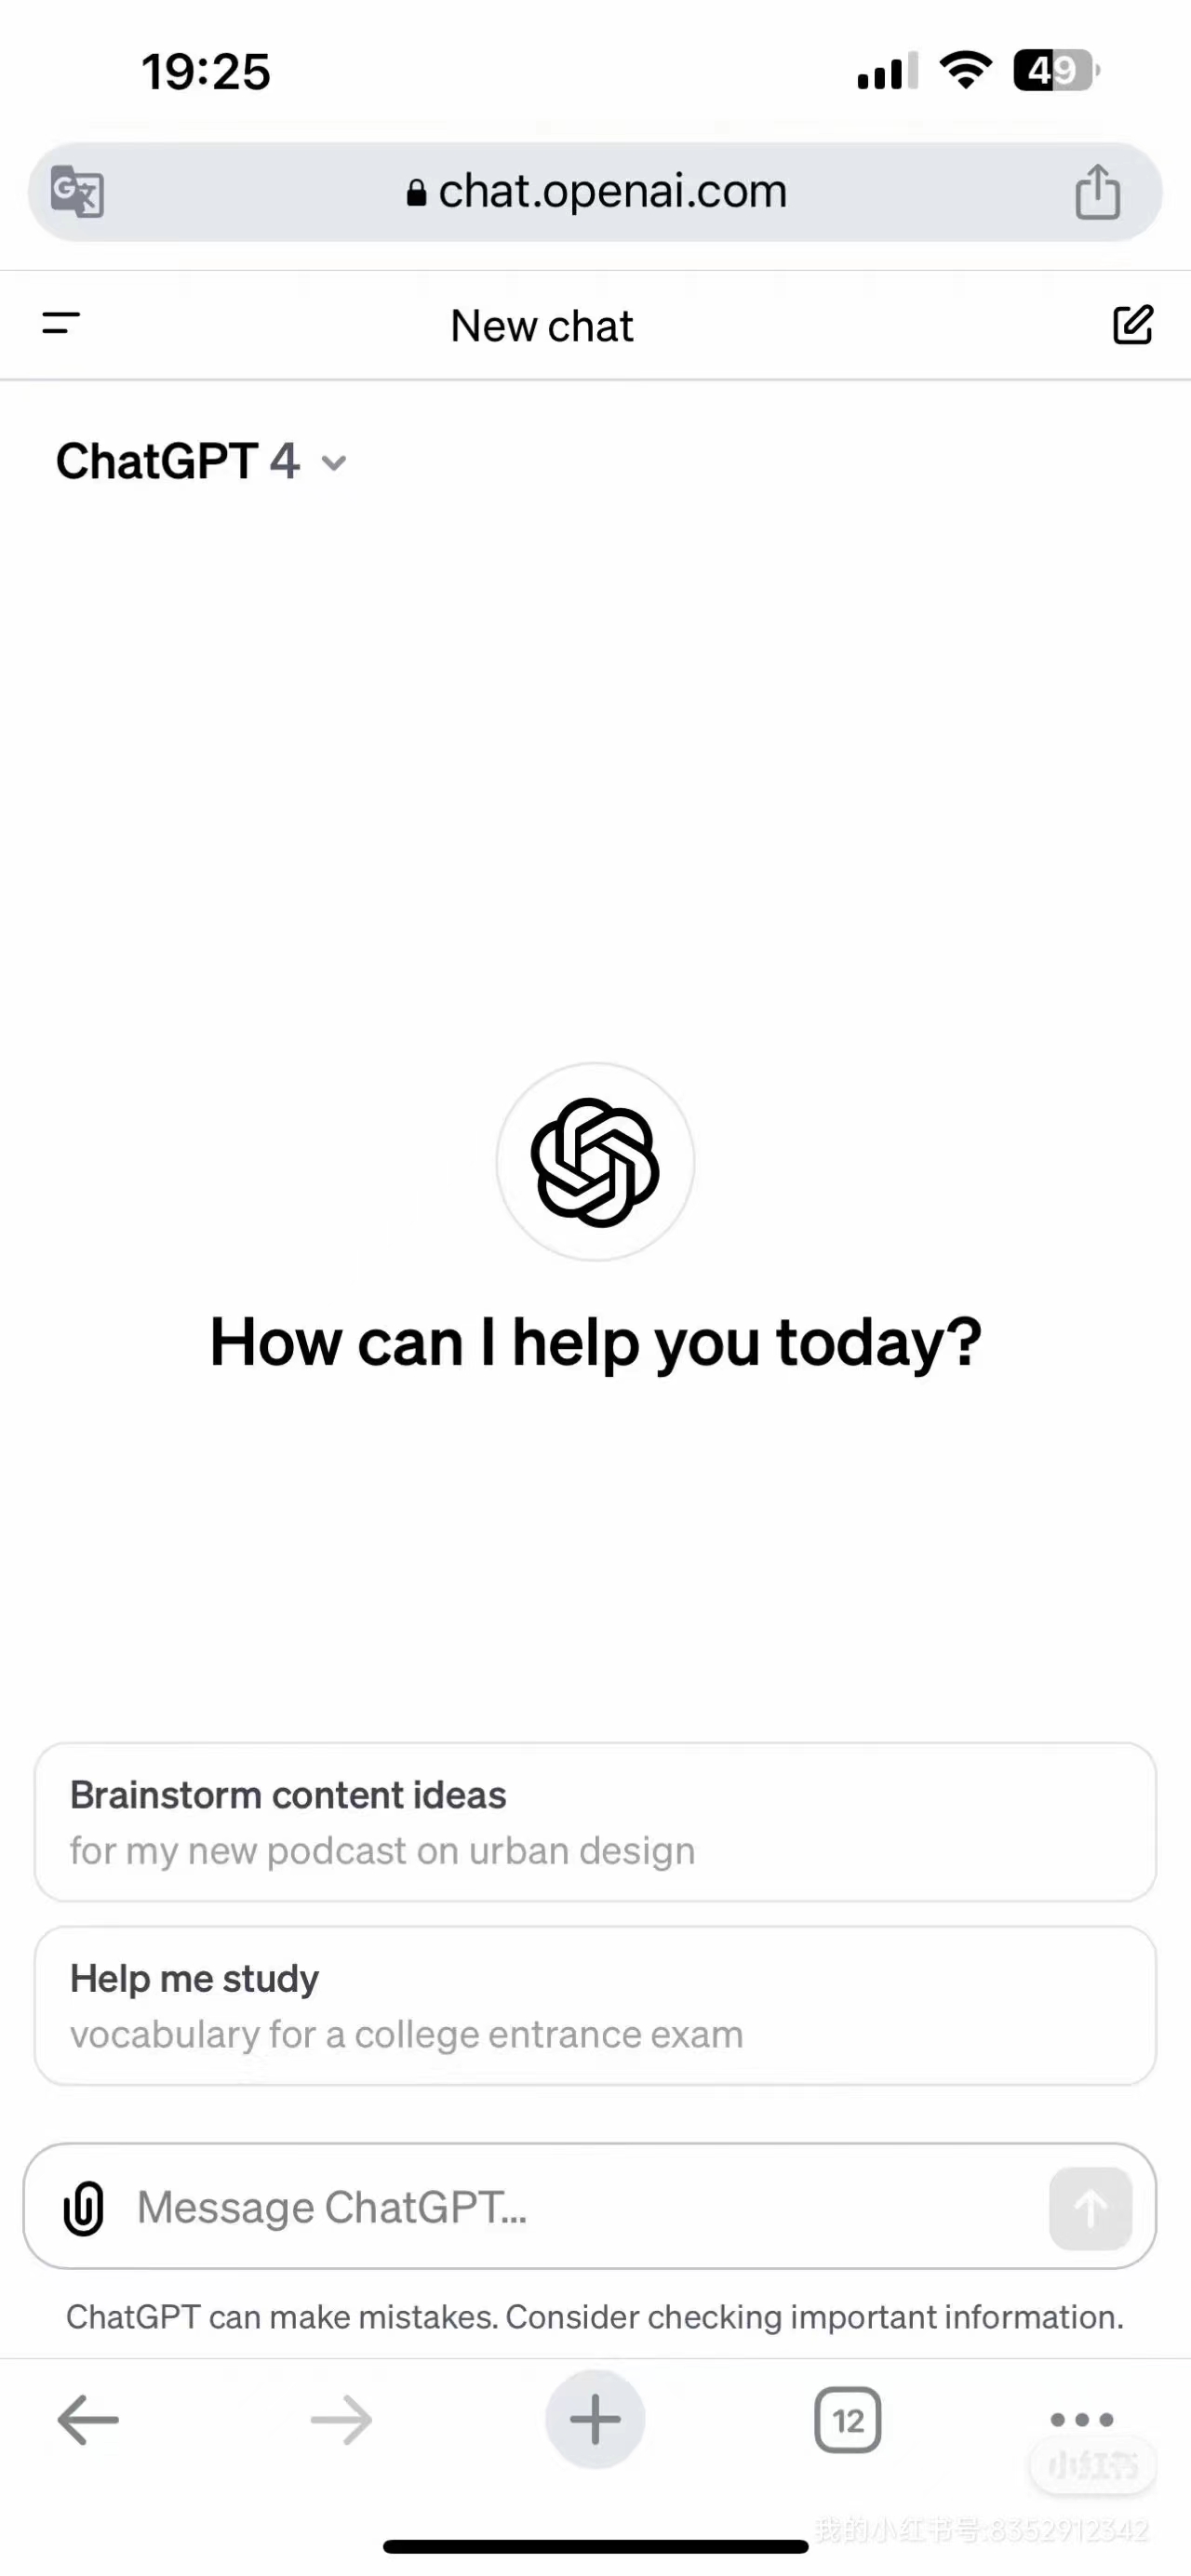 19:25
49
chat.openai.com
New chat
ChatGPT 4
How can I help you today?
Brainstorm content ideas
for my new podcast on urban design
Help me study
vocabulary for a college entrance exam
Message ChatGPT...
ChatGPT can make mistakes. Consider checking important information.
12
小红书
我的小红书号:8352912342